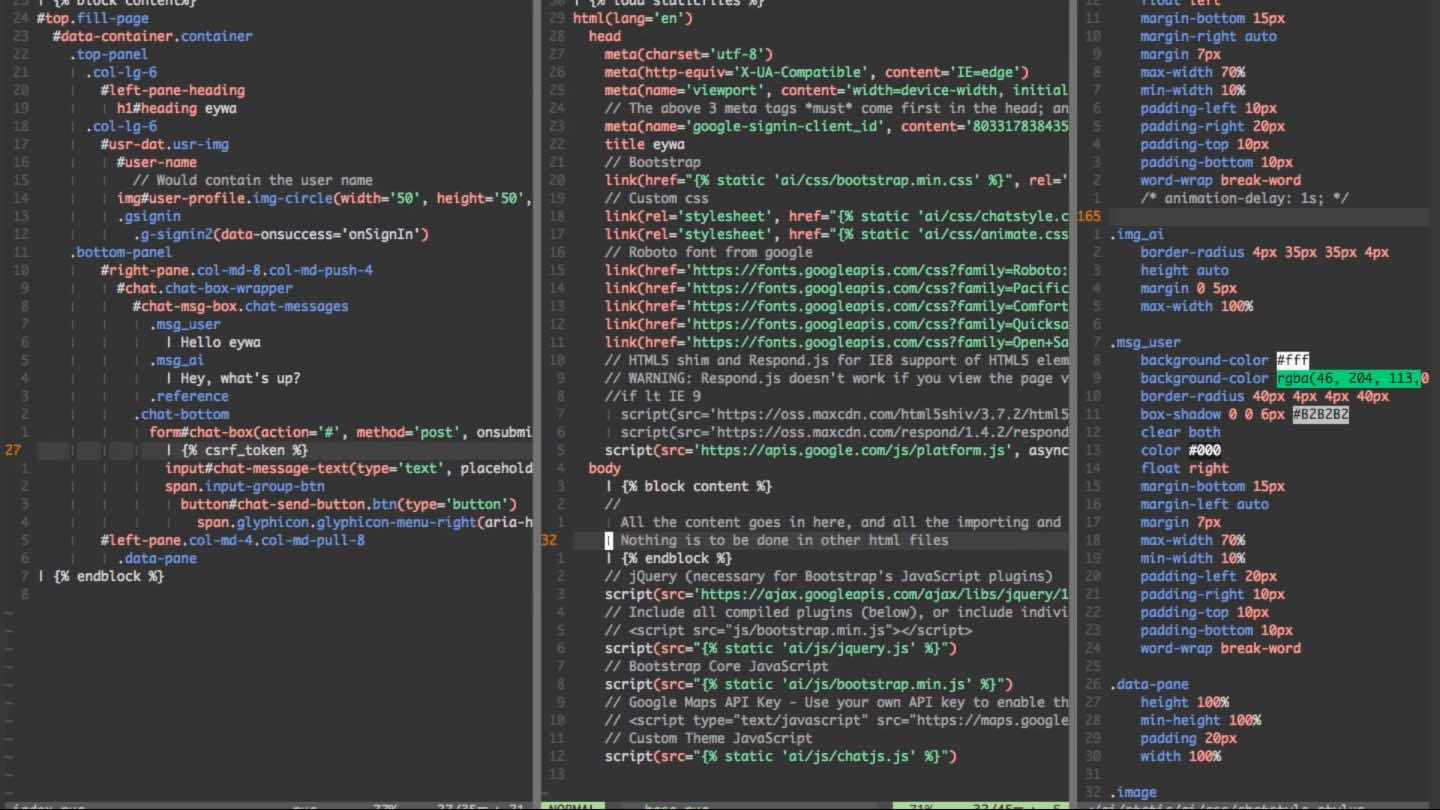 | {% block content%}
24 #top.fill-page
23 #data-container.container
22 .top-panel
21 .col-lg-6
20 #left-pane-heading
19 h1#heading eywa
18 .col-lg-6
17 #usr-dat.usr-img
16 #user-name
15 // Would contain the user name
14 img#user-profile.img-circle(width='50', height='50',
13 .gsignin
12 .g-signin2(data-onsuccess='onSignIn')
11 .bottom-panel
10 #right-pane.col-md-8.col-md-push-4
9 #chat.chat-box-wrapper
8 #chat-msg-box.chat-messages
7 .msg_user
6 | Hello eywa
5 .msg_ai
4 | Hey, what's up?
3 .reference
2 .chat-bottom
1 form#chat-box(action='#', method='post', onsubmi
27 | {% csrf_token %}
1 input#chat-message-text(type='text', placehold
2 span.input-group-btn
3 button#chat-send-button.btn(type='button')
4 span.glyphicon.glyphicon-menu-right(aria-h
5 #left-pane.col-md-4.col-md-pull-8
6 .data-pane
7 | {% endblock %}
8
~
~
~
~
~
~
~
~
~
~
~
| {% load staticfiles %}
29 html(lang='en')
28 head
27 meta(charset='utf-8')
26 meta(http-equiv='X-UA-Compatible', content='IE=edge')
25 meta(name='viewport', content='width=device-width, initial
24 // The above 3 meta tags *must* come first in the head; an
23 meta(name='google-signin-client_id', content='803317838435
22 title eywa
21 // Bootstrap
20 link(href="{% static 'ai/css/bootstrap.min.css' %}", rel='
19 // Custom css
18 link(rel='stylesheet', href="{% static 'ai/css/chatstyle.c
17 link(rel='stylesheet', href="{% static 'ai/css/animate.css
16 // Roboto font from google
15 link(href='https://fonts.googleapis.com/css?family=Roboto:
14 link(href='https://fonts.googleapis.com/css?family=Pacific
13 link(href='https://fonts.googleapis.com/css?family=Comfort
12 link(href='https://fonts.googleapis.com/css?family=Quicksa
11 link(href='https://fonts.googleapis.com/css?family=Open+Sa
10 // HTML5 shim and Respond.js for IE8 support of HTML5 elem
9 // WARNING: Respond.js doesn't work if you view the page v
8 //if lt IE 9
7 script(src='https://oss.maxcdn.com/html5shiv/3.7.2/html5
6 script(src='https://oss.maxcdn.com/respond/1.4.2/respond
5 script(src='https://apis.google.com/js/platform.js', async
4 body
3 | {% block content %}
2 //
1 All the content goes in here, and all the importing and
32 | Nothing is to be done in other html files
1 | {% endblock %}
2 // jQuery (necessary for Bootstrap's JavaScript plugins)
3 script(src='https://ajax.googleapis.com/ajax/libs/jquery/1
4 // Include all compiled plugins (below), or include indivi
5 // <script src="js/bootstrap.min.js"></script>
6 script(src="{% static 'ai/js/jquery.js' %}")
7 // Bootstrap Core JavaScript
8 script(src="{% static 'ai/js/bootstrap.min.js' %}")
9 // Google Maps API Key - Use your own API key to enable th
10 // <script type="text/javascript" src="https://maps.google
11 // Custom Theme JavaScript
12 script(src="{% static 'ai/js/chatjs.js' %}")
13
12 float left
11 margin-bottom 15px
10 margin-right auto
9 margin 7px
8 max-width 70%
7 min-width 10%
6 padding-left 10px
5 padding-right 20px
4 padding-top 10px
3 padding-bottom 10px
2 word-wrap break-word
1 /* animation-delay: 1s; */
165
1 .img_ai
2 border-radius 4px 35px 35px 4px
3 height auto
4 margin 0 5px
5 max-width 100%
6
7 .msg_user
8 background-color #fff
9 background-color rgba(46, 204, 113,0
10 border-radius 40px 4px 4px 40px
11 box-shadow 0 0 6px #B2B2B2
12 clear both
13 color #000
14 float right
15 margin-bottom 15px
16 margin-left auto
17 margin 7px
18 max-width 70%
19 min-width 10%
20 padding-left 20px
21 padding-right 10px
22 padding-top 10px
23 padding-bottom 10px
24 word-wrap break-word
25
26 .data-pane
27 height 100%
28 min-height 100%
29 padding 20px
30 width 100%
31
32 .image